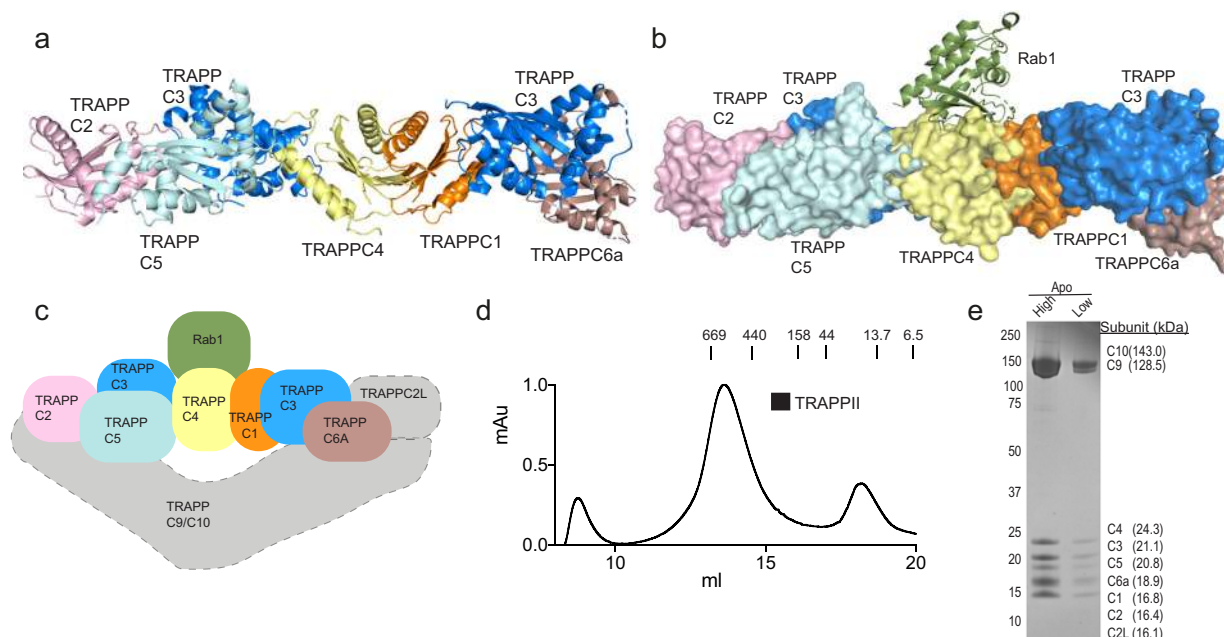 a
TRAPP
C2
TRAPP
C3
TRAPP
C5
TRAPPC4
TRAPPC1
TRAPP
C3
TRAPPC6a
b
TRAPP
C2
TRAPP
C3
Rab1
TRAPP
C3
TRAPP
C5
TRAPPC4
TRAPPC1
TRAPPC6a
c
Rab1
TRAPP
C2
TRAPP
C3
TRAPP
C5
TRAPP
C4
TRAPP
C1
TRAPP
C3
TRAPP
C6A
TRAPPC2L
TRAPP
C9/C10
d
669 440 158 44 13.7 6.5
TRAPPII
1.0
0.5
0.0
mAu
10 15 20
ml
e
Apo
High Low
Subunit (kDa)
250
150
100
75
50
37
25
20
15
10
C10(143.0)
C9 (128.5)
C4 (24.3)
C3 (21.1)
C5 (20.8)
C6a (18.9)
C1 (16.8)
C2 (16.4)
C2L (16.1)